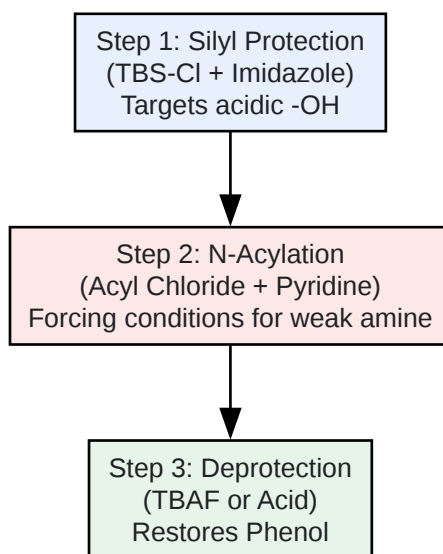 Step 1: Silyl Protection
(TBS-Cl + Imidazole)
Targets acidic -OH
Step 2: N-Acylation
(Acyl Chloride + Pyridine)
Forcing conditions for weak amine
Step 3: Deprotection
(TBAF or Acid)
Restores Phenol